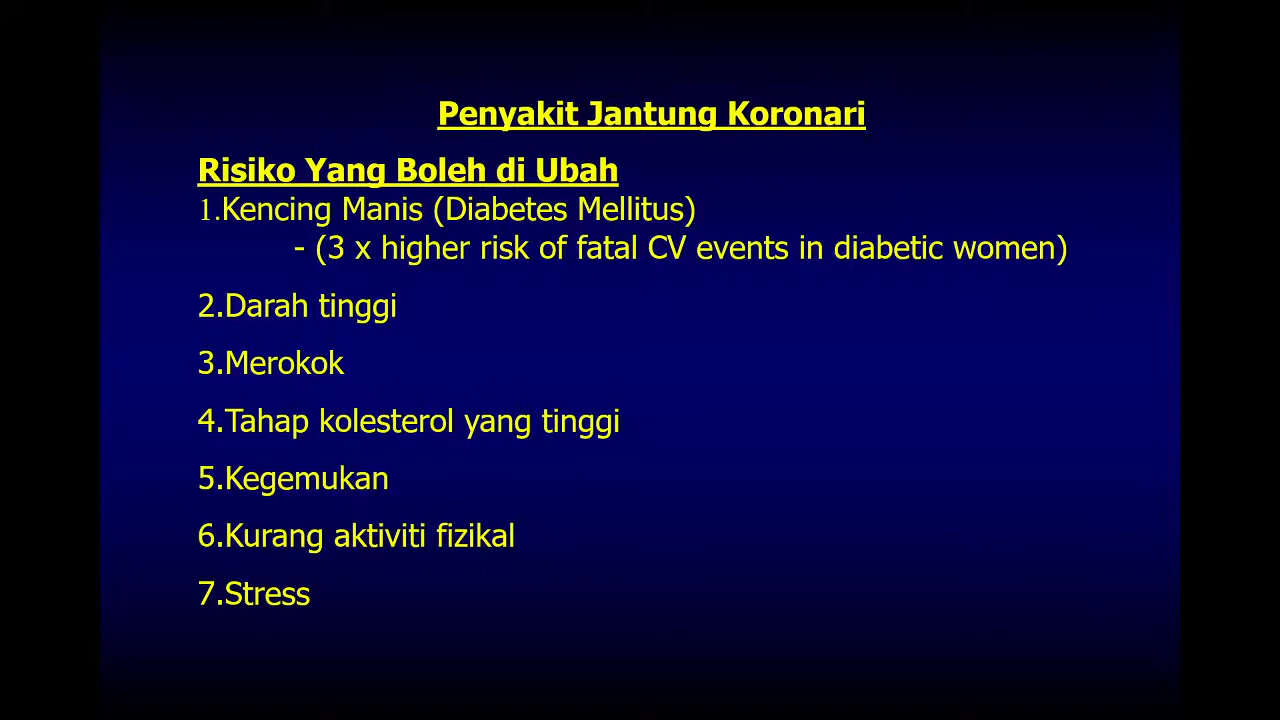 Penyakit Jantung Koronari
Risiko Yang Boleh di Ubah
1.Kencing Manis (Diabetes Mellitus)
- (3 x higher risk of fatal CV events in diabetic women)
2.Darah tinggi
3.Merokok
4.Tahap kolesterol yang tinggi
5.Kegemukan
6.Kurang aktiviti fizikal
7.Stress